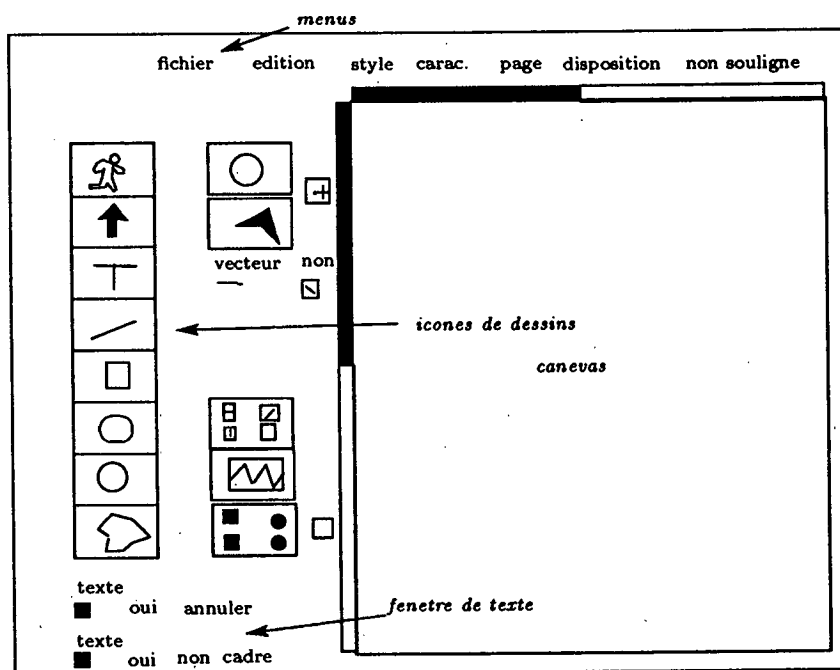 menus
fichier edition style carac. page disposition non souligne
vecteur non
icones de dessins
canevas
texte
oui annuler
fenetre de texte
texte
oui non cadre